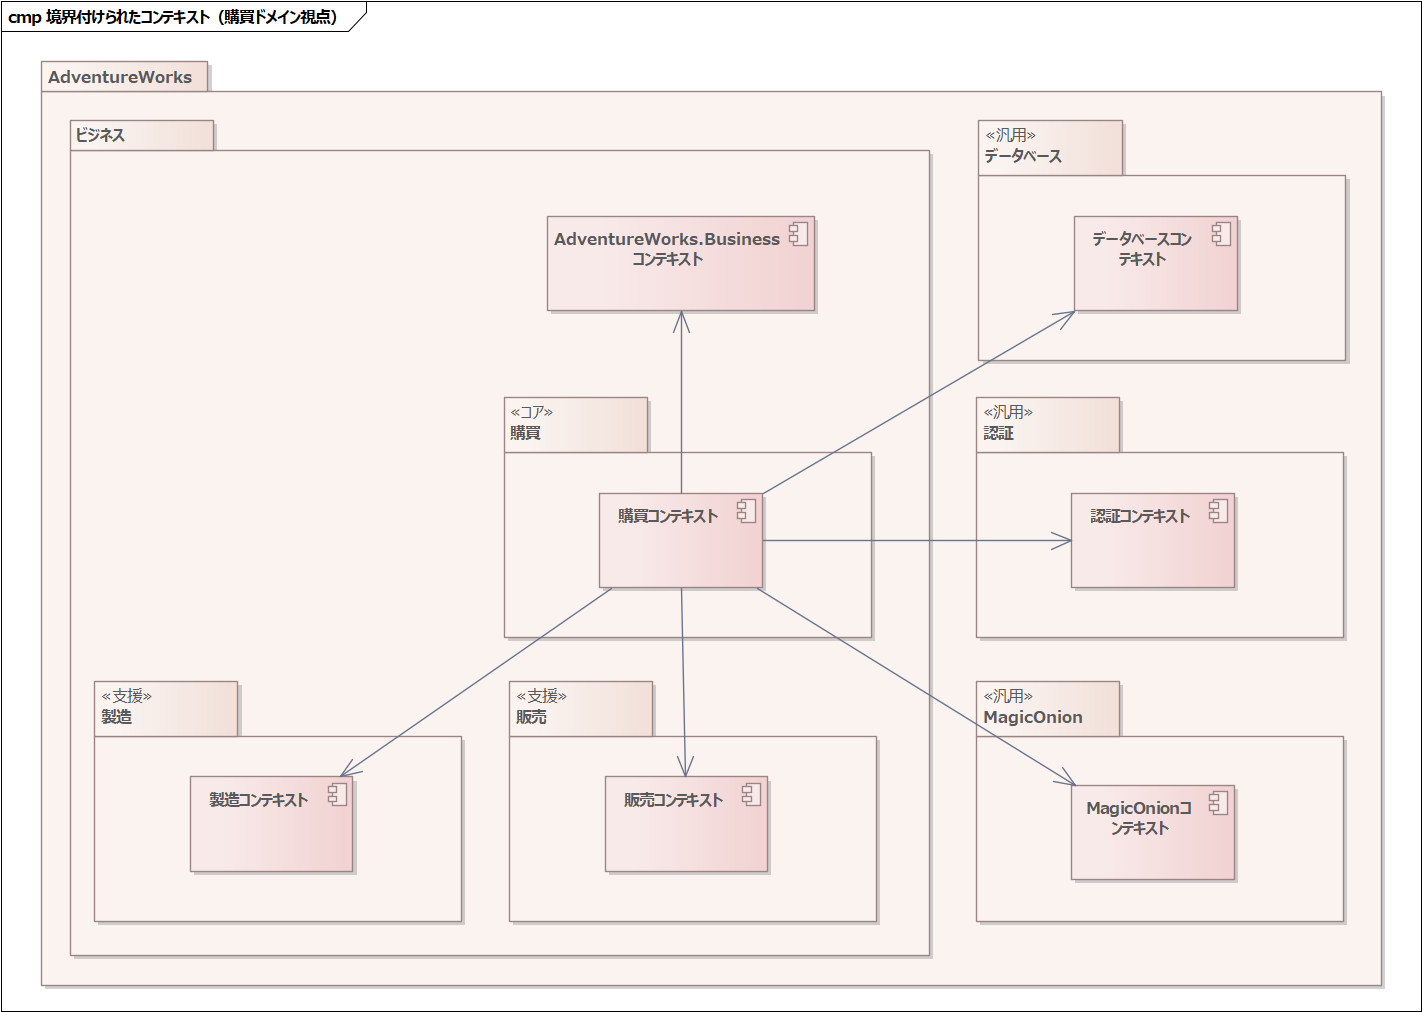 cmp 境界付けられたコンテキスト（購買ドメイン視点）
AdventureWorks
ビジネス
«汎用»
データベース
AdventureWorks.Business
コンテキスト
データベースコン
テキスト
«コア»
購買
«汎用»
認証
購買コンテキスト
認証コンテキスト
«支援»
製造
«支援»
販売
«汎用»
MagicOnion
製造コンテキスト
販売コンテキスト
MagicOnionコ
ンテキスト